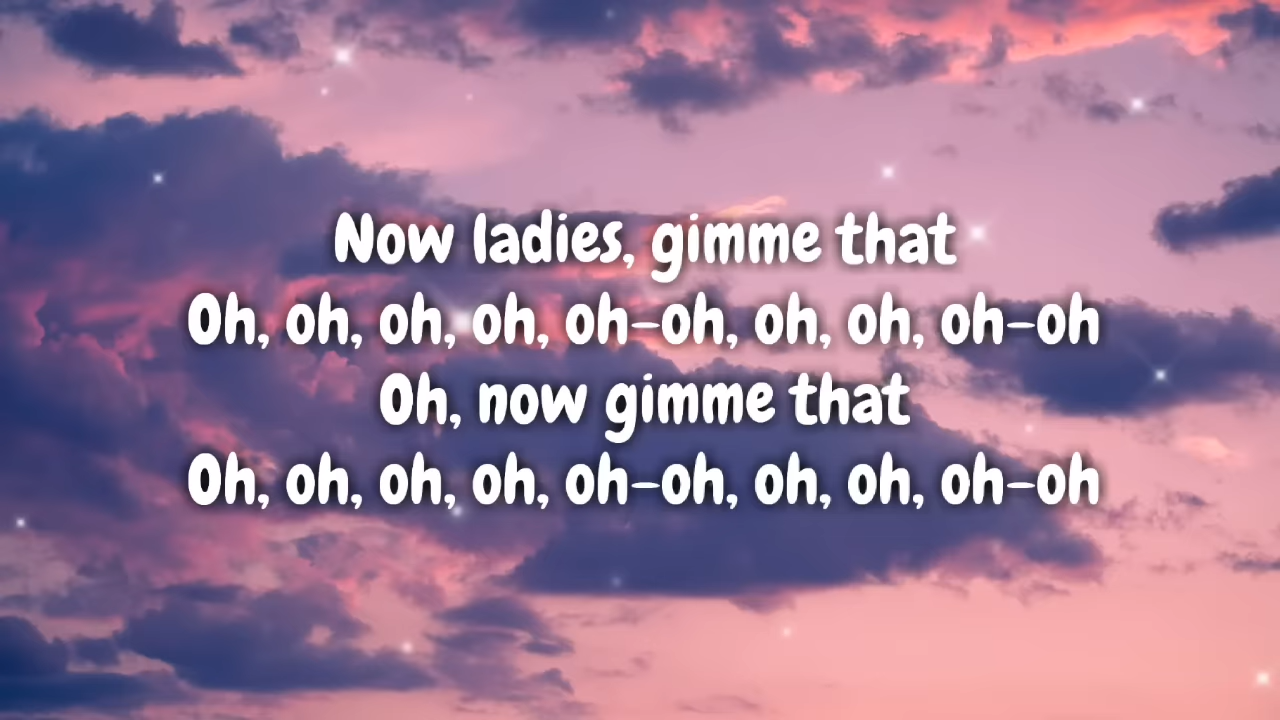 Now ladies, gimme that
Oh, oh, oh, oh, oh-oh, oh, oh, oh-oh
Oh, now gimme that
Oh, oh, oh, oh, oh-oh, oh, oh, oh-oh